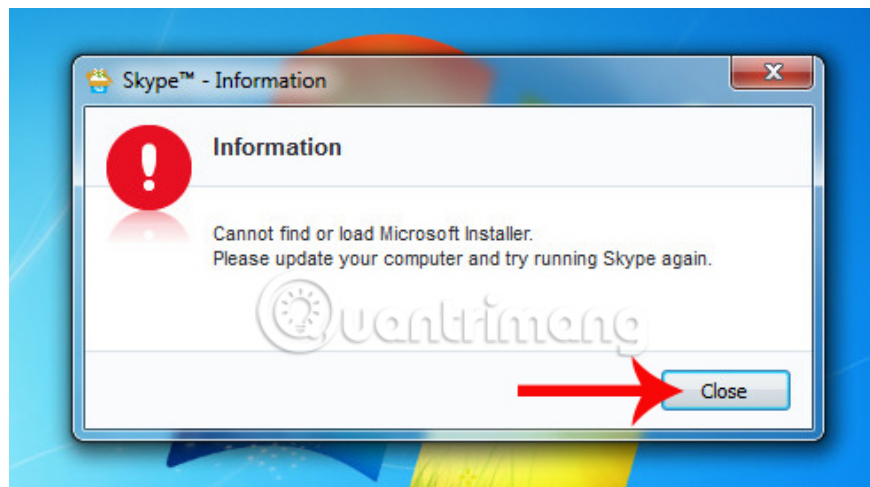 Skype™ - Information
Information
Cannot find or load Microsoft Installer.
Please update your computer and try running Skype again.
Quantrimang
Close